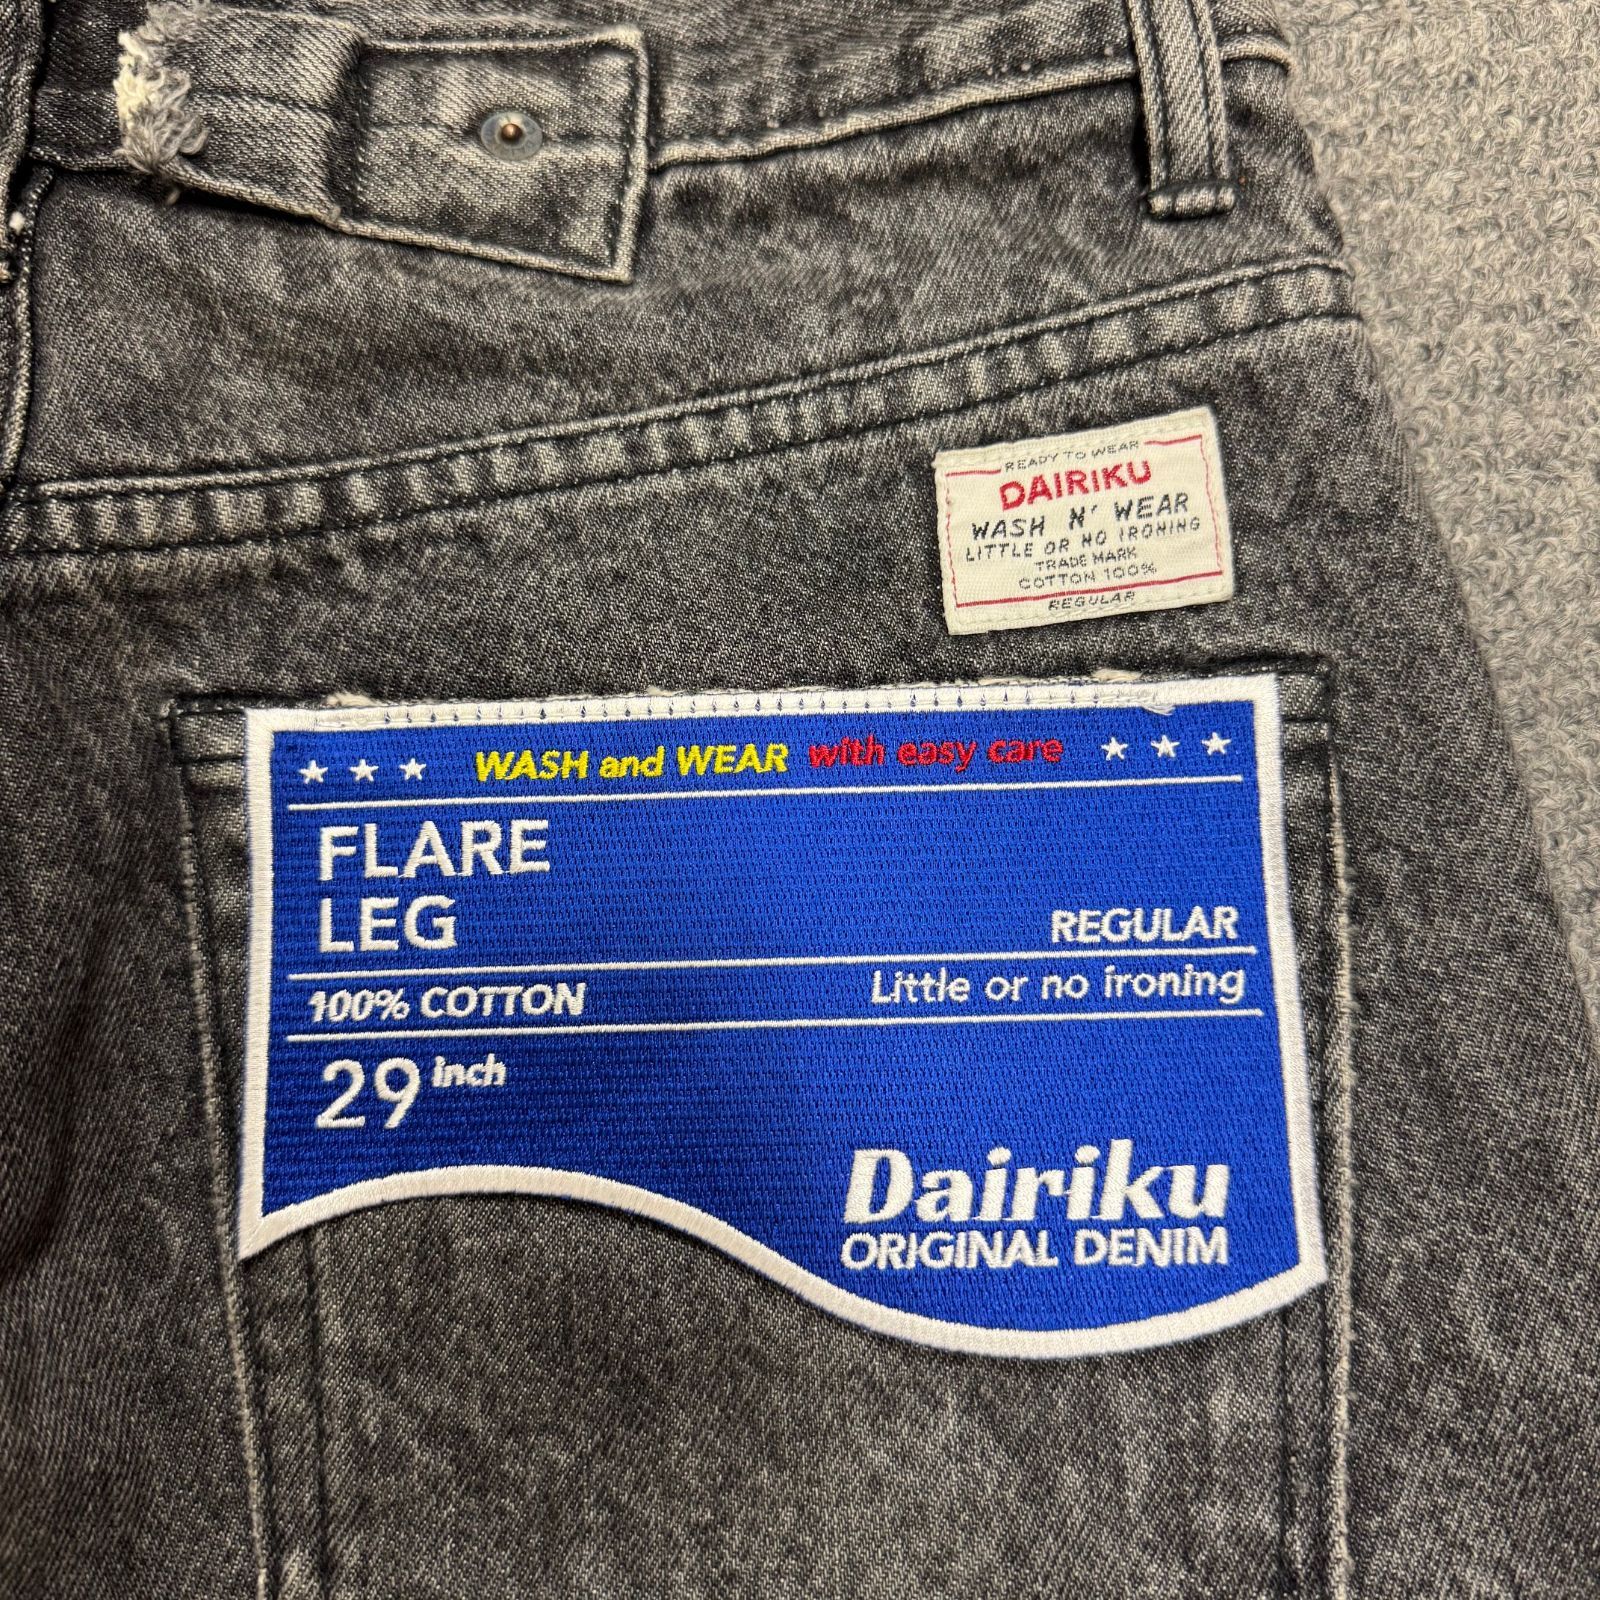 READY TO WEAR
DAIRIKU
WASH N' WEAR
LITTLE OR NO IRONING
TRADE MARK
COTTON 100%
REGULAR
WASH and WEAR with easy care
FLARE
LEG
REGULAR
100% COTTON Little or no ironing
29 inch
Dairiku
ORIGINAL DENIM